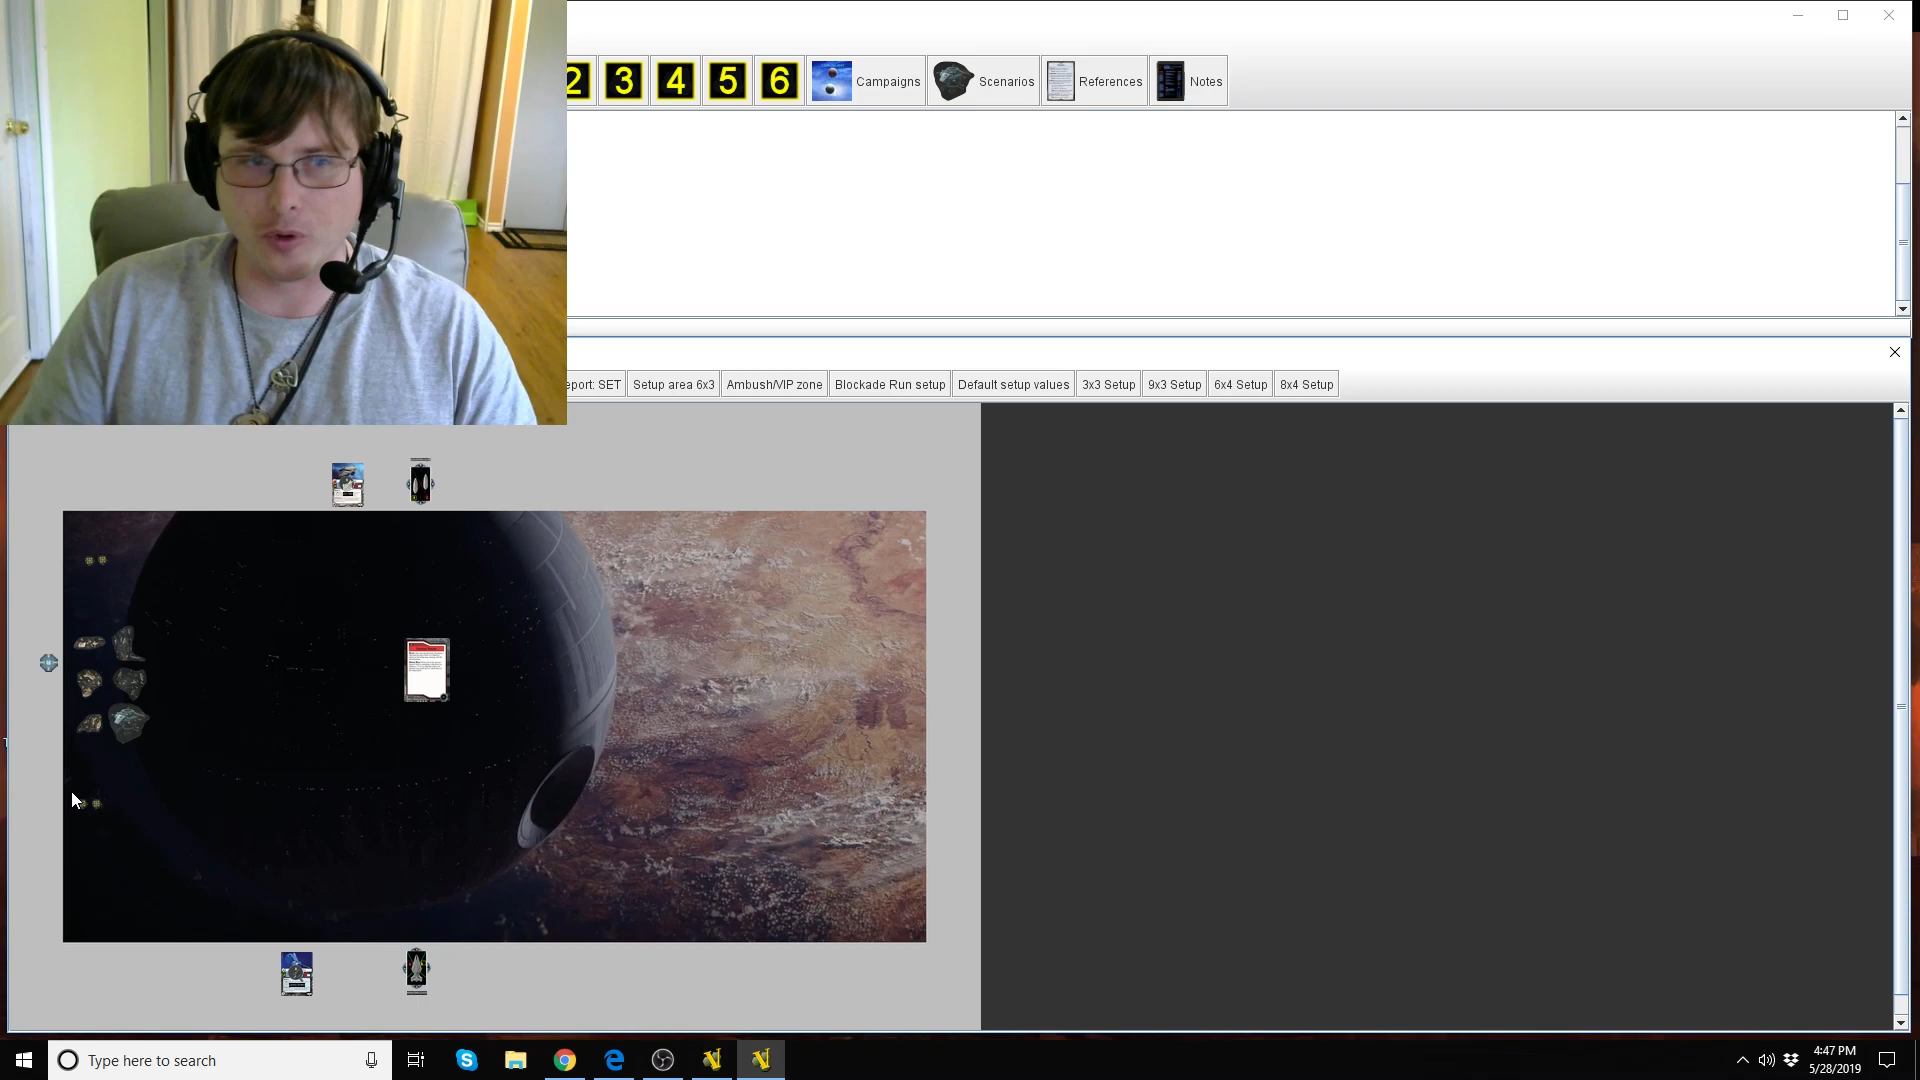 2 3 4 5 6 Campaigns Scenarios References Notes
eport: SET Setup area 6x3 Ambush/VIP zone Blockade Run setup Default setup values 3x3 Setup 9x3 Setup 6x4 Setup 8x4 Setup
Type here to search
4:47 PM
5/28/2019